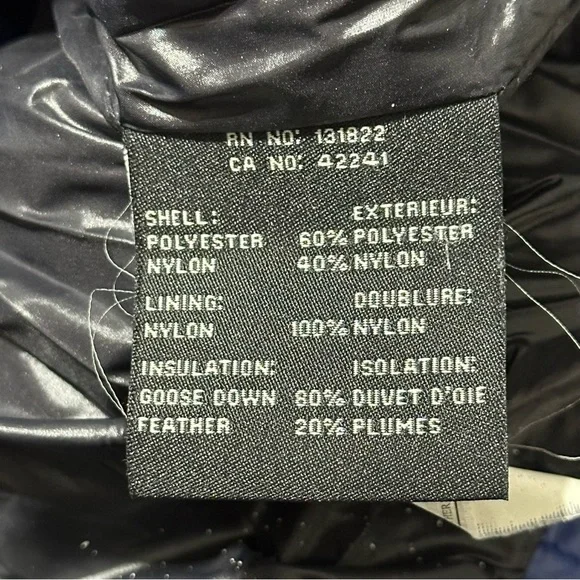 RN NO: 131822
CA NO: 42241
SHELL: EXTERIEUR:
POLYESTER 60% POLYESTER
NYLON 40% NYLON
LINING: DOUBLURE:
NYLON 100% NYLON
INSULATION: ISOLATION:
GOOSE DOWN 80% DUVET D'OIE
FEATHER 20% PLUMES